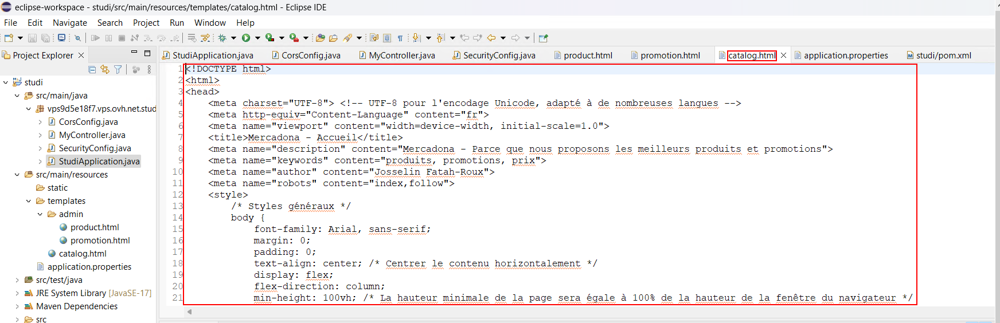 eclipse-workspace - studi/src/main/resources/templates/catalog.html - Eclipse IDE
File Edit Navigate Search Project Run Window Help
Project Explorer
StudiApplication.java CorsConfig.java MyController.java SecurityConfig.java product.html promotion.html catalog.html application.properties studi/pom.xml
studi
src/main/java
vps9d5e18f7.vps.ovh.net.stud
CorsConfig.java
MyController.java
SecurityConfig.java
StudiApplication.java
src/main/resources
static
templates
admin
product.html
promotion.html
catalog.html
application.properties
src/test/java
JRE System Library [JavaSE-17]
Maven Dependencies
src
1 <!DOCTYPE html>
2 <html>
3 <head>
4 <meta charset="UTF-8"> <!-- UTF-8 pour l'encodage Unicode, adapté à de nombreuses langues -->
5 <meta http-equiv="Content-Language" content="fr">
6 <meta name="viewport" content="width=device-width, initial-scale=1.0">
7 <title>Mercadona - Accueil</title>
8 <meta name="description" content="Mercadona - Parce que nous proposons les meilleurs produits et promotions">
9 <meta name="keywords" content="produits, promotions, prix">
10 <meta name="author" content="Josselin Fatah-Roux">
11 <meta name="robots" content="index,follow">
12 <style>
13 /* Styles généraux */
14 body {
15 font-family: Arial, sans-serif;
16 margin: 0;
17 padding: 0;
18 text-align: center; /* Centrer le contenu horizontalement */
19 display: flex;
20 flex-direction: column;
21 min-height: 100vh; /* La hauteur minimale de la page sera égale à 100% de la hauteur de la fenêtre du navigateur */